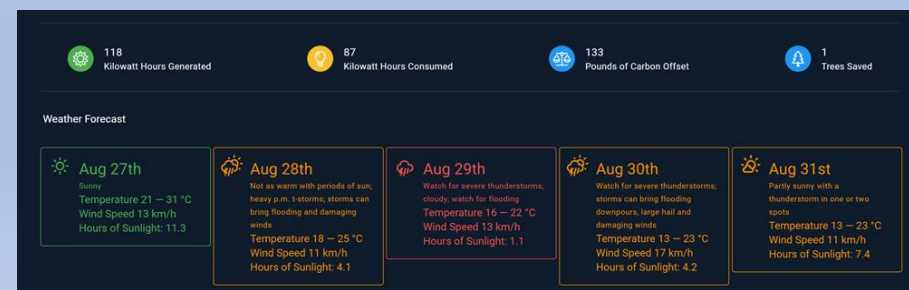 118
Kilowatt Hours Generated
87
Kilowatt Hours Consumed
133
Pounds of Carbon Offset
1
Trees Saved
Weather Forecast
Aug 27th
Sunny
Temperature 21 — 31 °C
Wind Speed 13 km/h
Hours of Sunlight: 11.3
Aug 28th
Not as warm with periods of sun;
heavy p.m. t-storms; storms can
bring flooding and damaging
winds
Temperature 18 — 25 °C
Wind Speed 11 km/h
Hours of Sunlight: 4.1
Aug 29th
Watch for severe thunderstorms;
cloudy; watch for flooding
Temperature 16 — 22 °C
Wind Speed 13 km/h
Hours of Sunlight: 1.1
Aug 30th
Watch for severe thunderstorms;
storms can bring flooding
downpours, large hail and
damaging winds
Temperature 13 — 23 °C
Wind Speed 17 km/h
Hours of Sunlight: 4.2
Aug 31st
Partly sunny with a
thunderstorm in one or two
spots
Temperature 13 — 23 °C
Wind Speed 11 km/h
Hours of Sunlight: 7.4